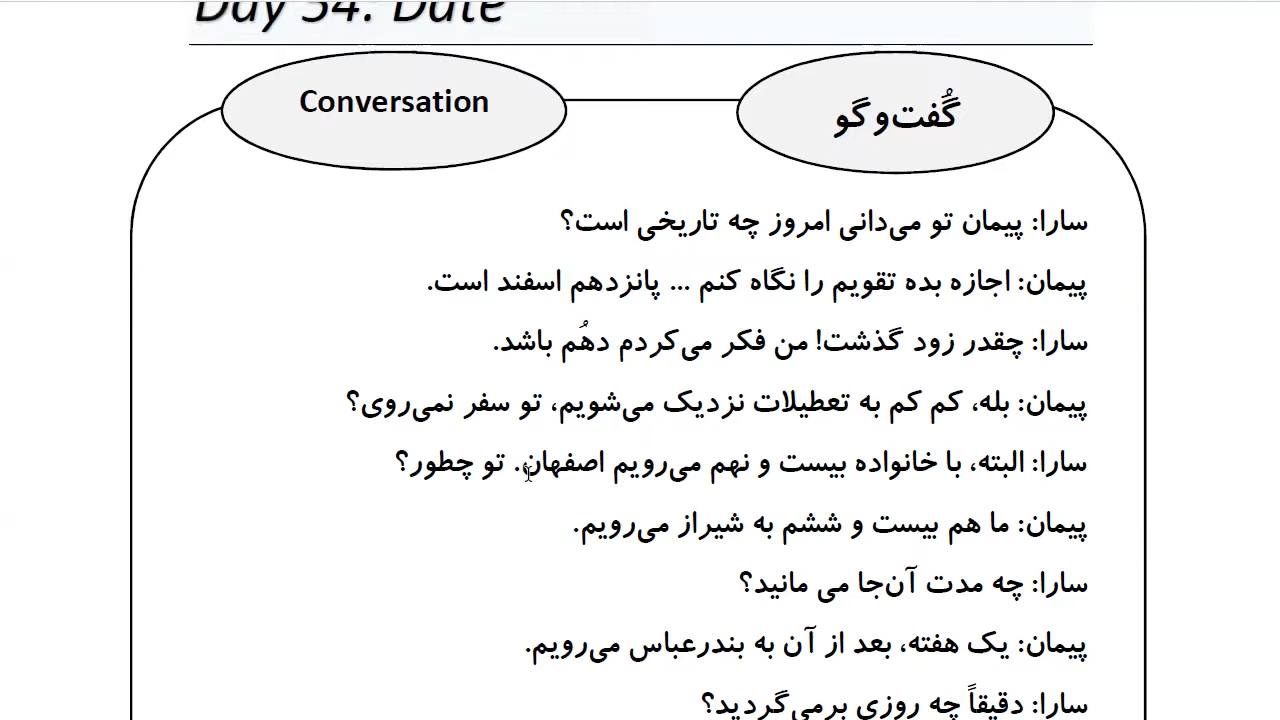 Day 34: Date
Conversation
گُفت‌و‌گو
سارا: پیمان تو می‌دانی امروز چه تاریخی است؟
پیمان: اجازه بده تقویم را نگاه کنم ... پانزدهم اسفند است.
سارا: چقدر زود گذشت! من فکر می‌کردم دهُم باشد.
پیمان: بله، کم کم به تعطیلات نزدیک می‌شویم، تو سفر نمی‌روی؟
سارا: البته، با خانواده بیست و نهم می‌رویم اصفهان. تو چطور؟
پیمان: ما هم بیست و ششم به شیراز می‌رویم.
سارا: چه مدت آن‌جا می مانید؟
پیمان: یک هفته، بعد از آن به بندرعباس می‌رویم.
سارا: دقیقاً چه روزی برمی‌گردید؟